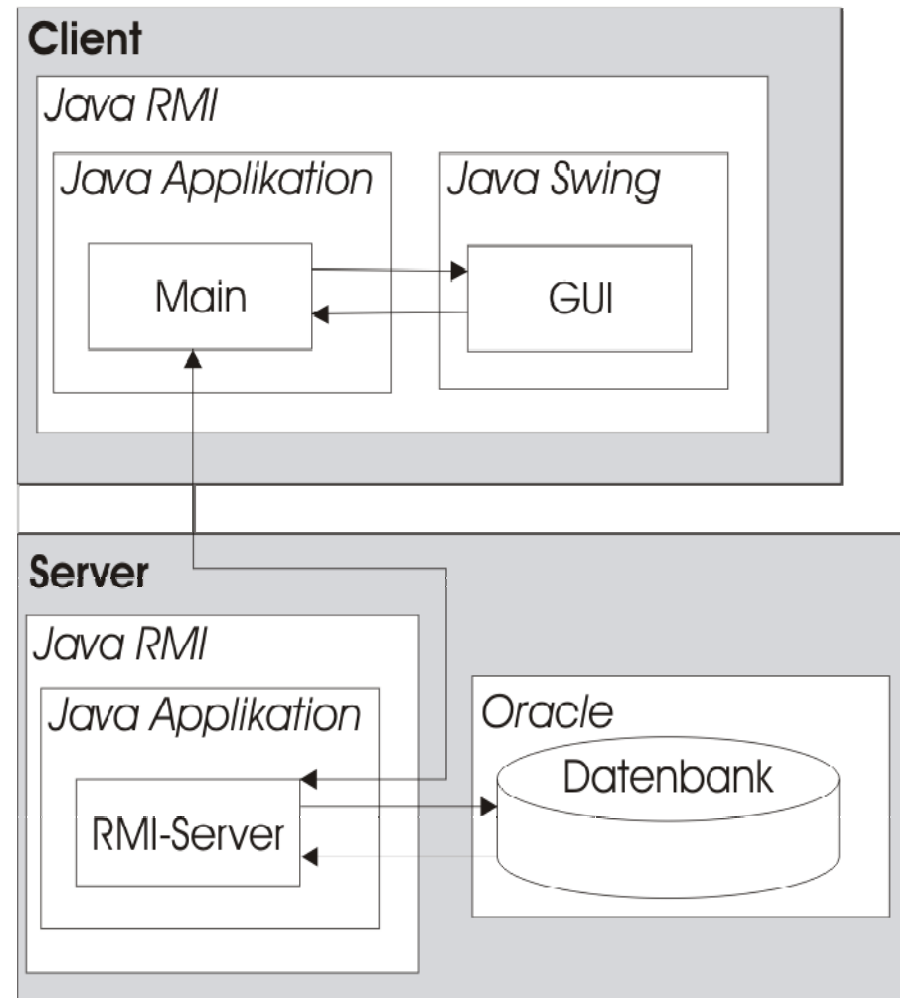 Client
Java RMI
Java Applikation
Java Swing
Main
GUI
Server
Java RMI
Java Applikation
Oracle
Datenbank
RMI-Server